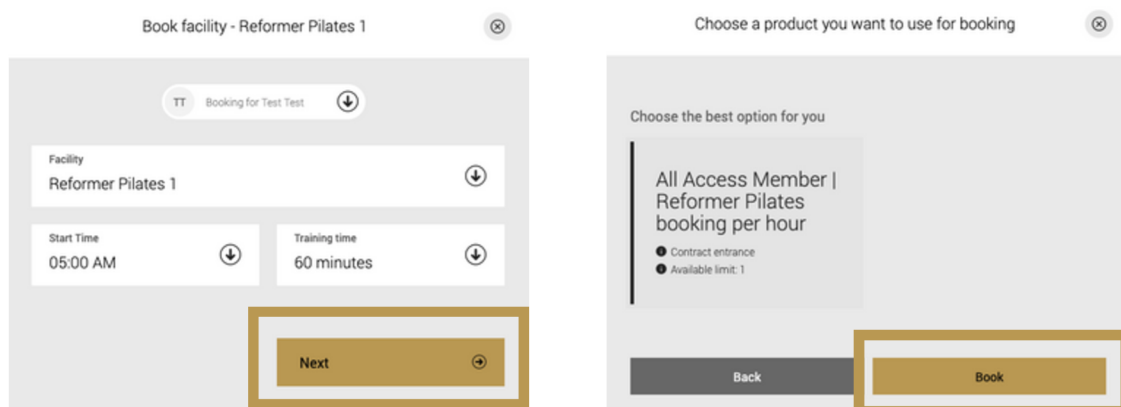 Book facility - Reformer Pilates 1
TT Booking for Test Test
Facility
Reformer Pilates 1
Start Time
05:00 AM
Training time
60 minutes
Next
Choose a product you want to use for booking
Choose the best option for you
All Access Member |
Reformer Pilates
booking per hour
Contract entrance
Available limit: 1
Back
Book